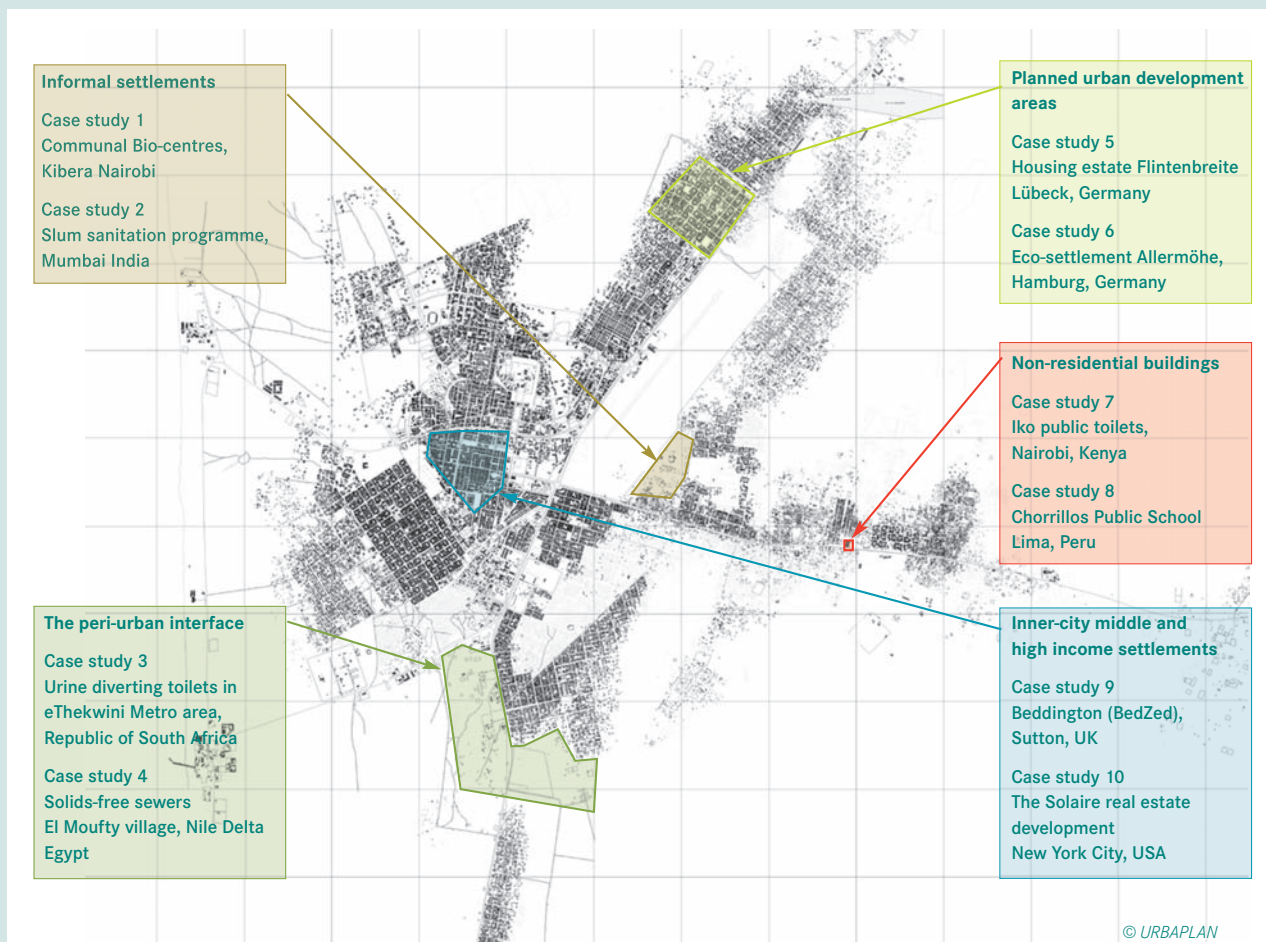 Informal settlements
Case study 1
Communal Bio-centres,
Kibera Nairobi
Case study 2
Slum sanitation programme,
Mumbai India
The peri-urban interface
Case study 3
Urine diverting toilets in
eThekwini Metro area,
Republic of South Africa
Case study 4
Solids-free sewers
El Moufty village, Nile Delta
Egypt
Planned urban development
areas
Case study 5
Housing estate Flintenbreite
Lübeck, Germany
Case study 6
Eco-settlement Allermöhe,
Hamburg, Germany
Non-residential buildings
Case study 7
Iko public toilets,
Nairobi, Kenya
Case study 8
Chorrillos Public School
Lima, Peru
Inner-city middle and
high income settlements
Case study 9
Beddington (BedZed),
Sutton, UK
Case study 10
The Solaire real estate
development
New York City, USA
© URBAPLAN